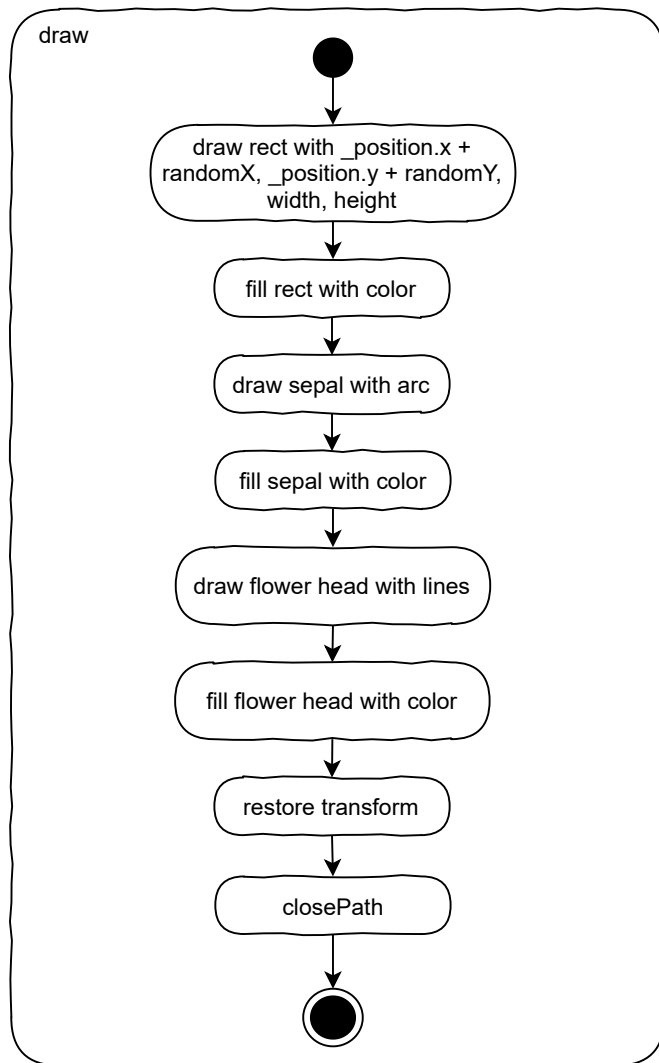 draw
draw rect with _position.x +
randomX, _position.y + randomY,
width, height
fill rect with color
draw sepal with arc
fill sepal with color
draw flower head with lines
fill flower head with color
restore transform
closePath